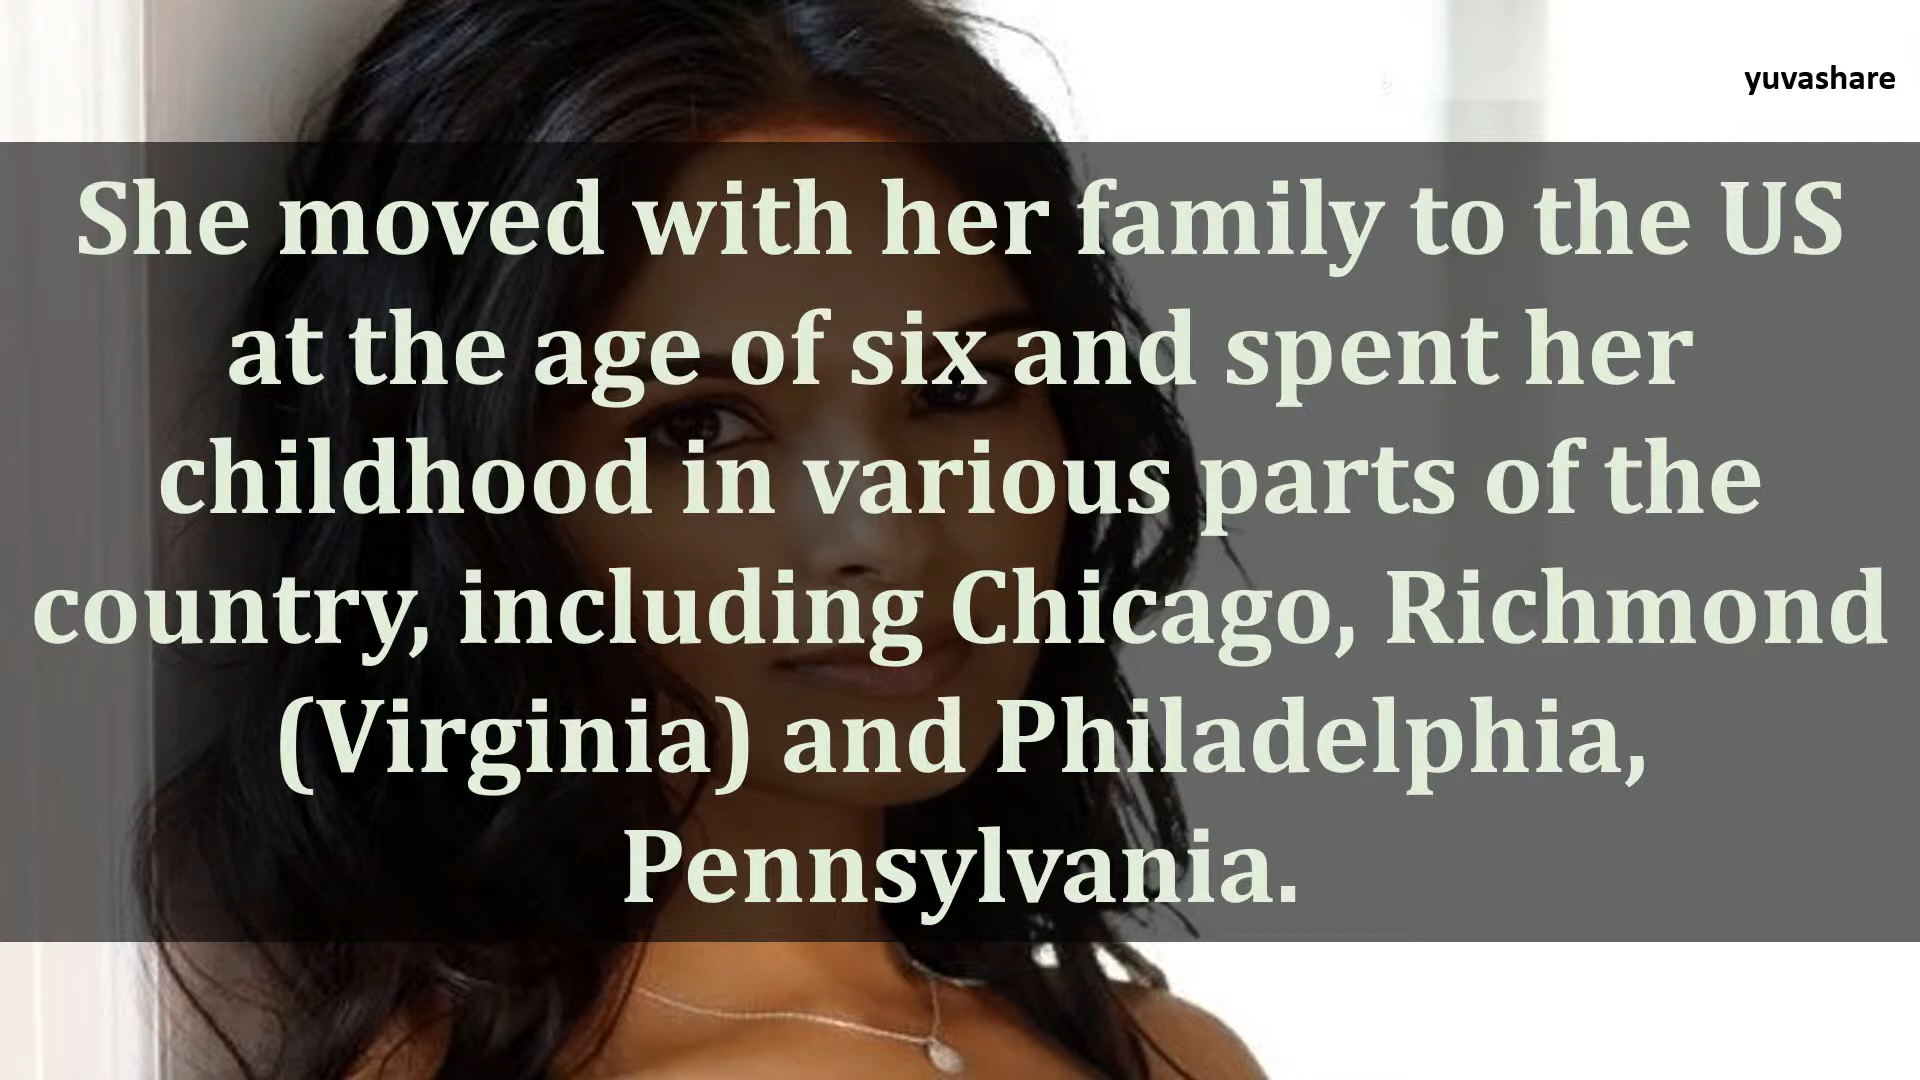 yuvashare
She moved with her family to the US
at the age of six and spent her
childhood in various parts of the
country, including Chicago, Richmond
(Virginia) and Philadelphia,
Pennsylvania.